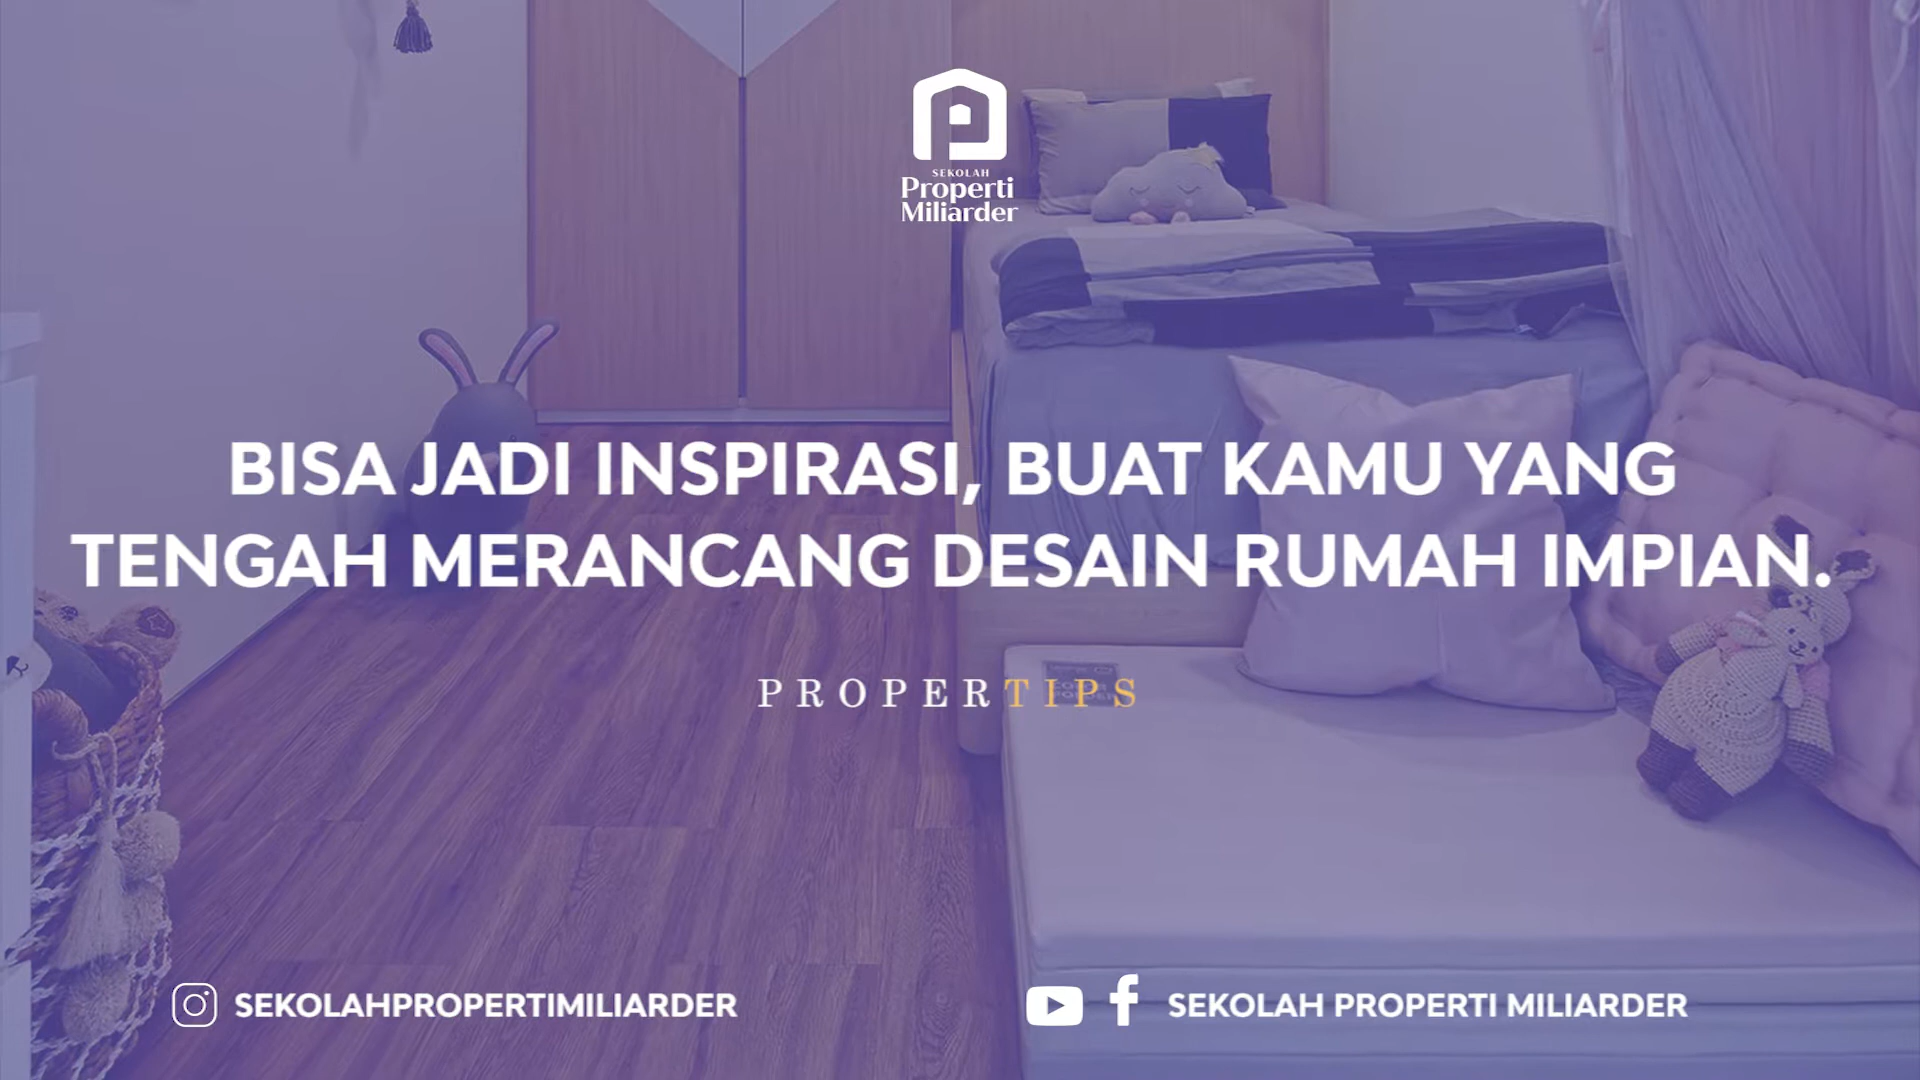 SEKOLAH
Properti
Miliarder
BISA JADI INSPIRASI, BUAT KAMU YANG
TENGAH MERANCANG DESAIN RUMAH IMPIAN.
PROPERTIPS
SEKOLAHPROPERTIMILIARDER
SEKOLAH PROPERTI MILIARDER